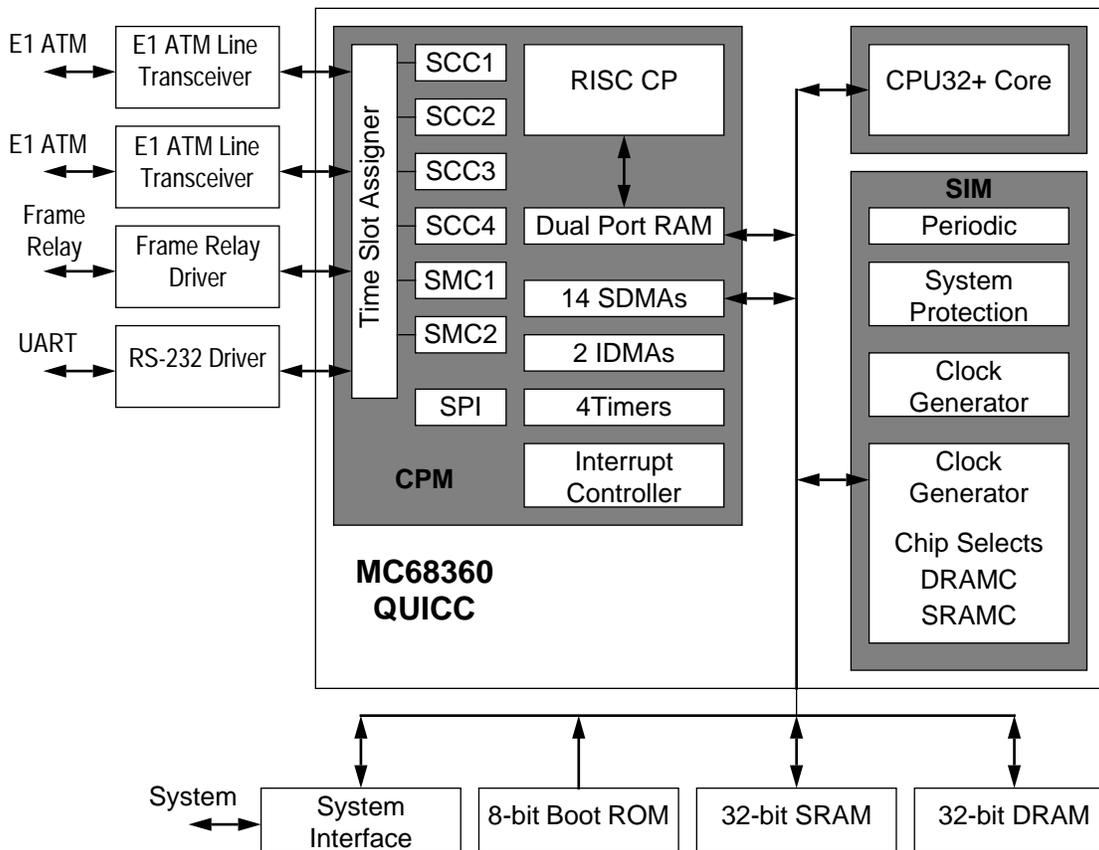 E1 ATM
E1 ATM Line
Transceiver
E1 ATM
E1 ATM Line
Transceiver
Frame
Relay
Frame Relay
Driver
UART
RS-232 Driver
Time Slot Assigner
SCC1
SCC2
SCC3
SCC4
SMC1
SMC2
SPI
CPM
RISC CP
Dual Port RAM
14 SDMAs
2 IDMAs
4Timers
Interrupt
Controller
MC68360
QUICC
CPU32+ Core
SIM
Periodic
System
Protection
Clock
Generator
Clock
Generator
Chip Selects
DRAMC
SRAMC
System
System
Interface
8-bit Boot ROM
32-bit SRAM
32-bit DRAM